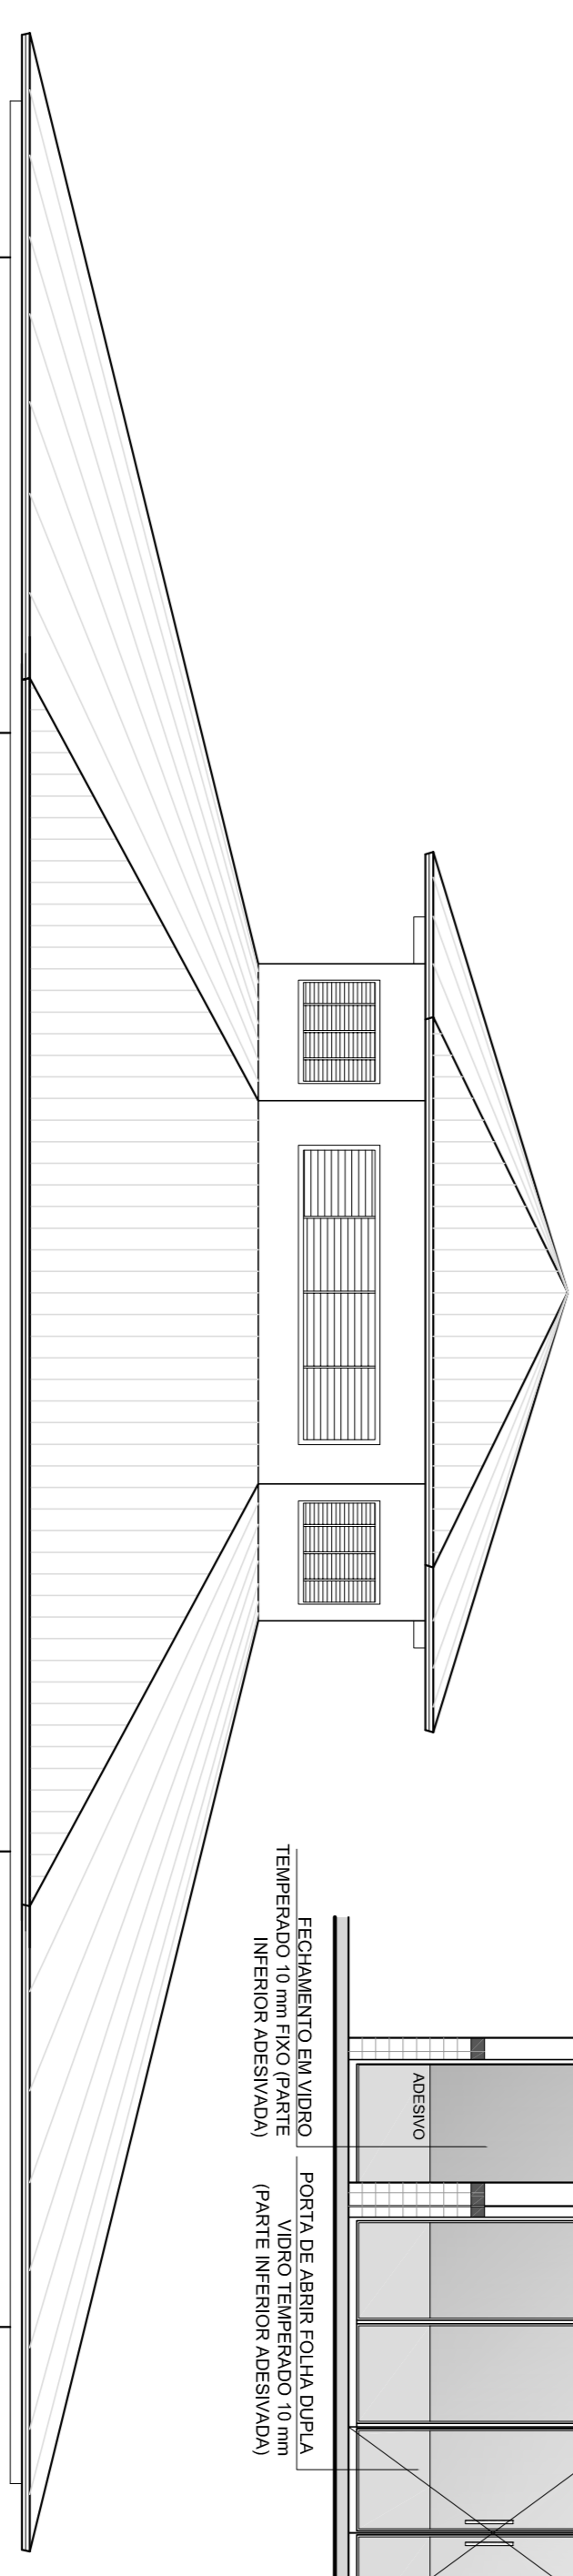 FECHAMENTO EM VIDRO
TEMPERADO 10 mm FIXO (PARTE
INFERIOR ADESIVADA)
ADESIVO
PORTA DE ABRIR FOLHA DUPLA
VIDRO TEMPERADO 10 mm
(PARTE INFERIOR ADESIVADA)